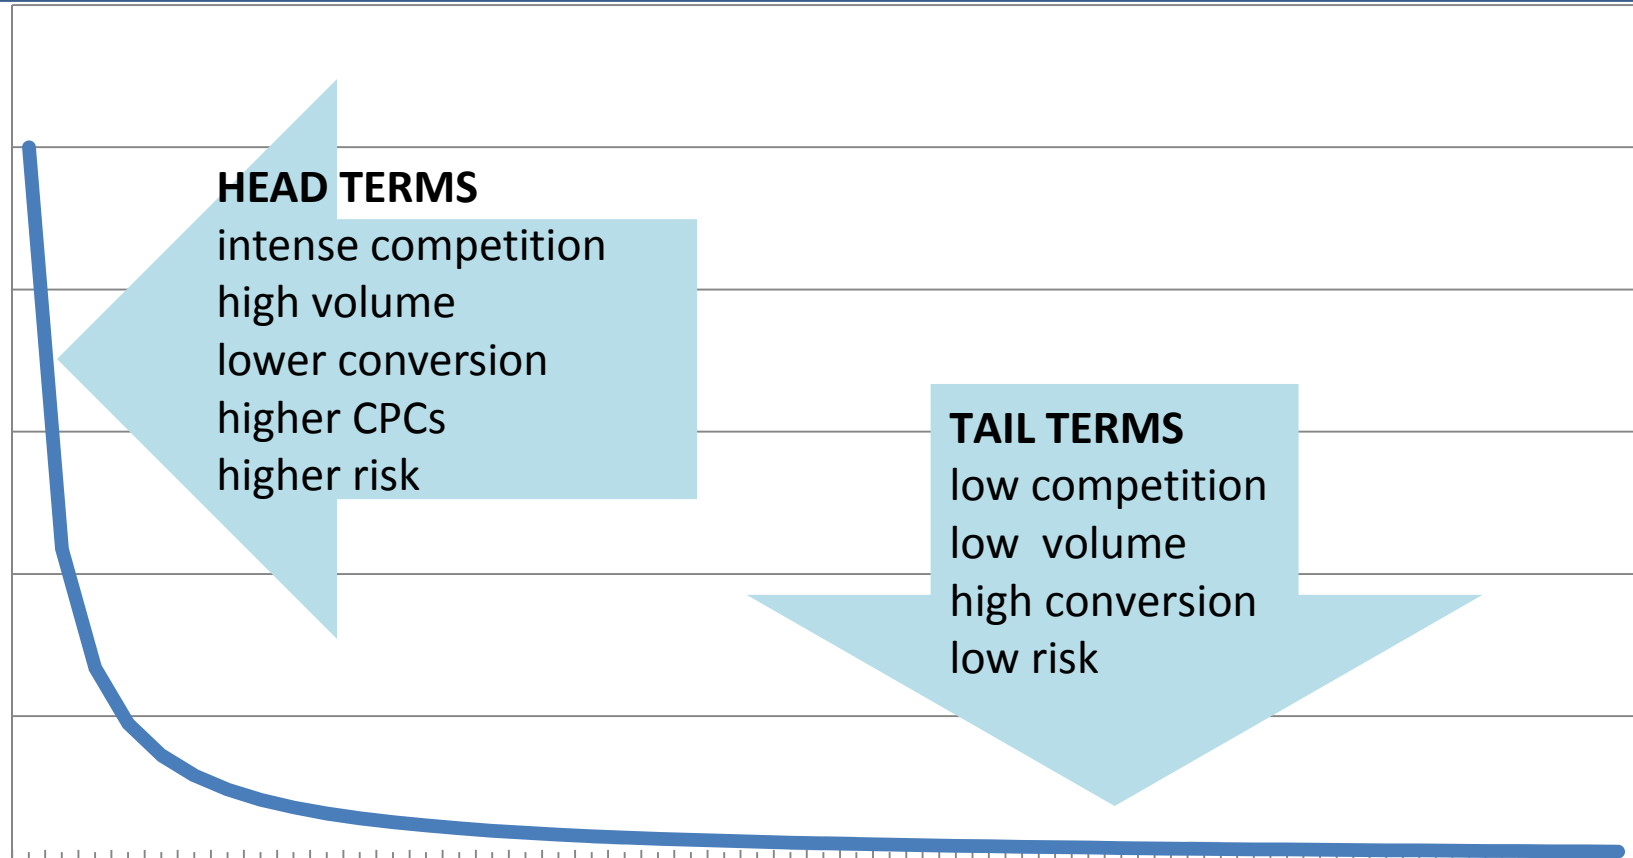 HEAD TERMS
intense competition
high volume
lower conversion
higher CPCs
higher risk
TAIL TERMS
low competition
low  volume
high conversion
low risk